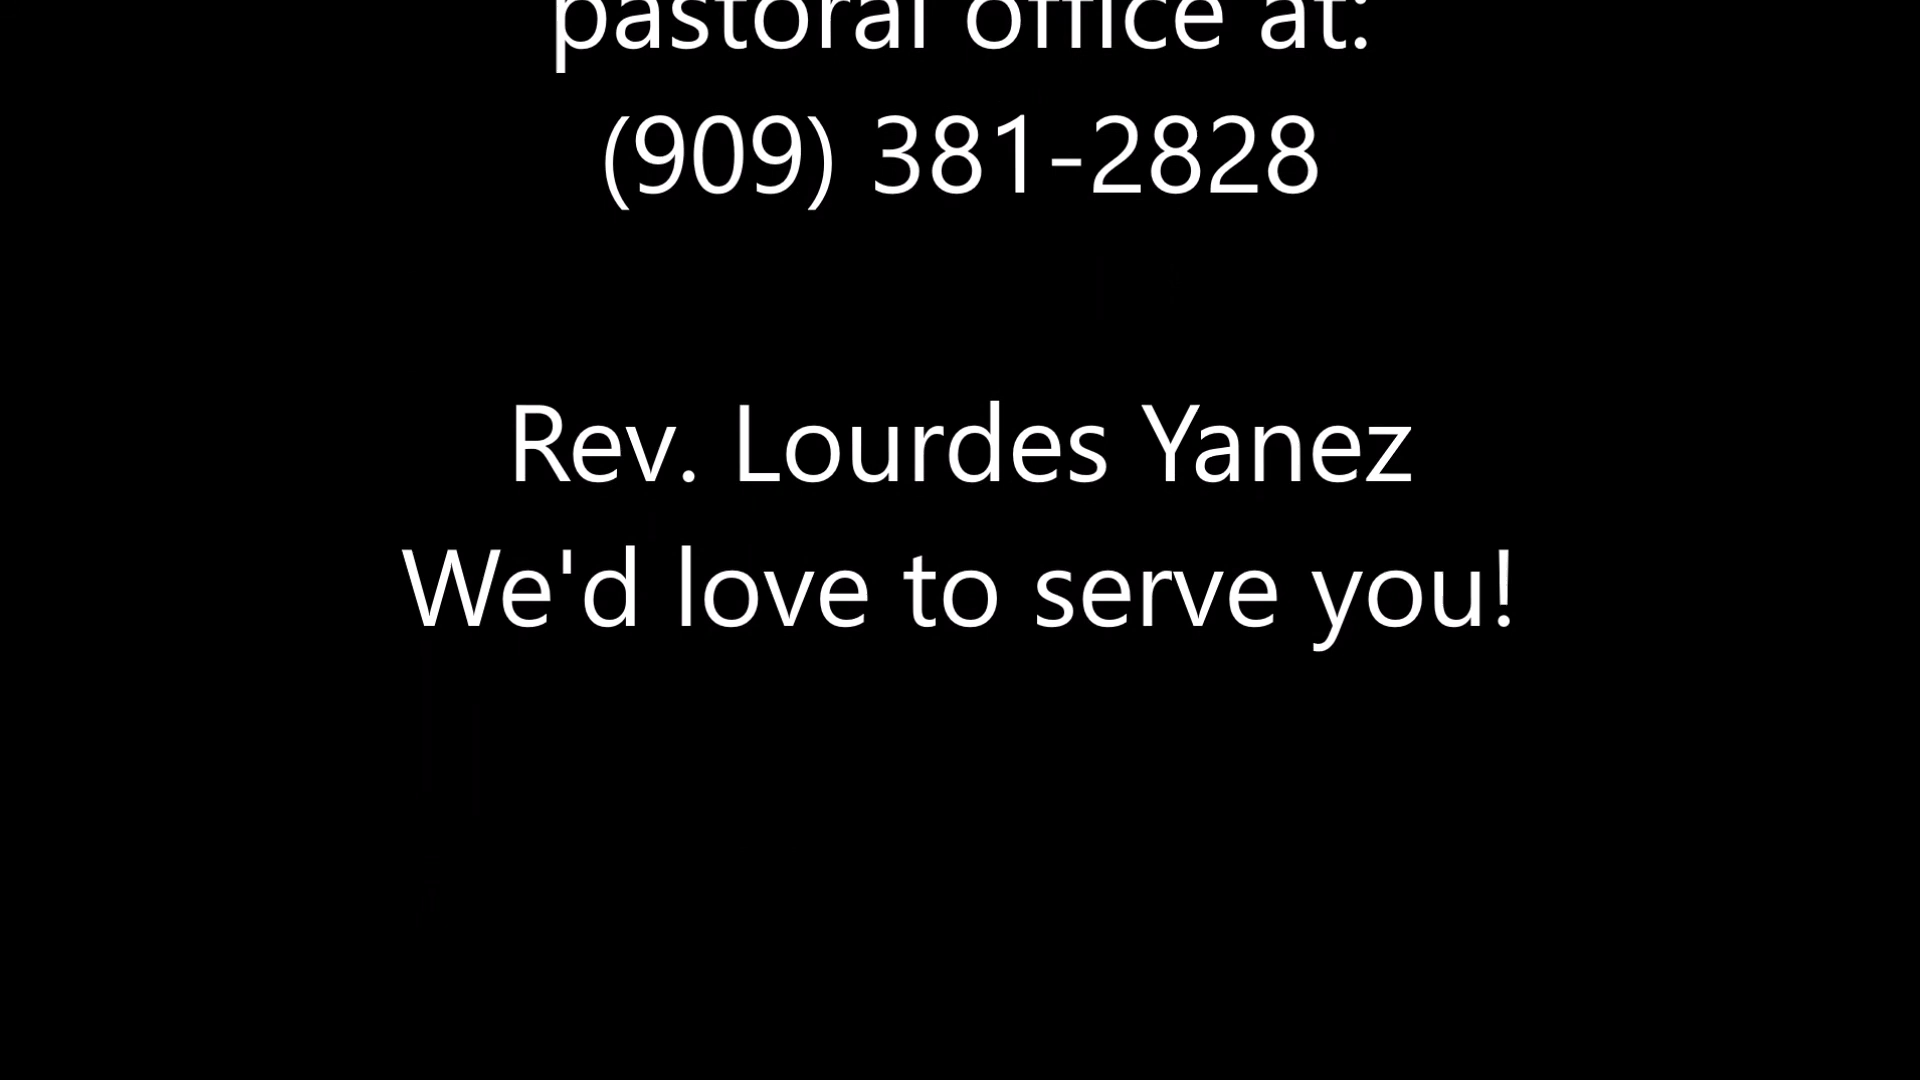 pastoral office at:
(909) 381-2828
Rev. Lourdes Yanez
We'd love to serve you!